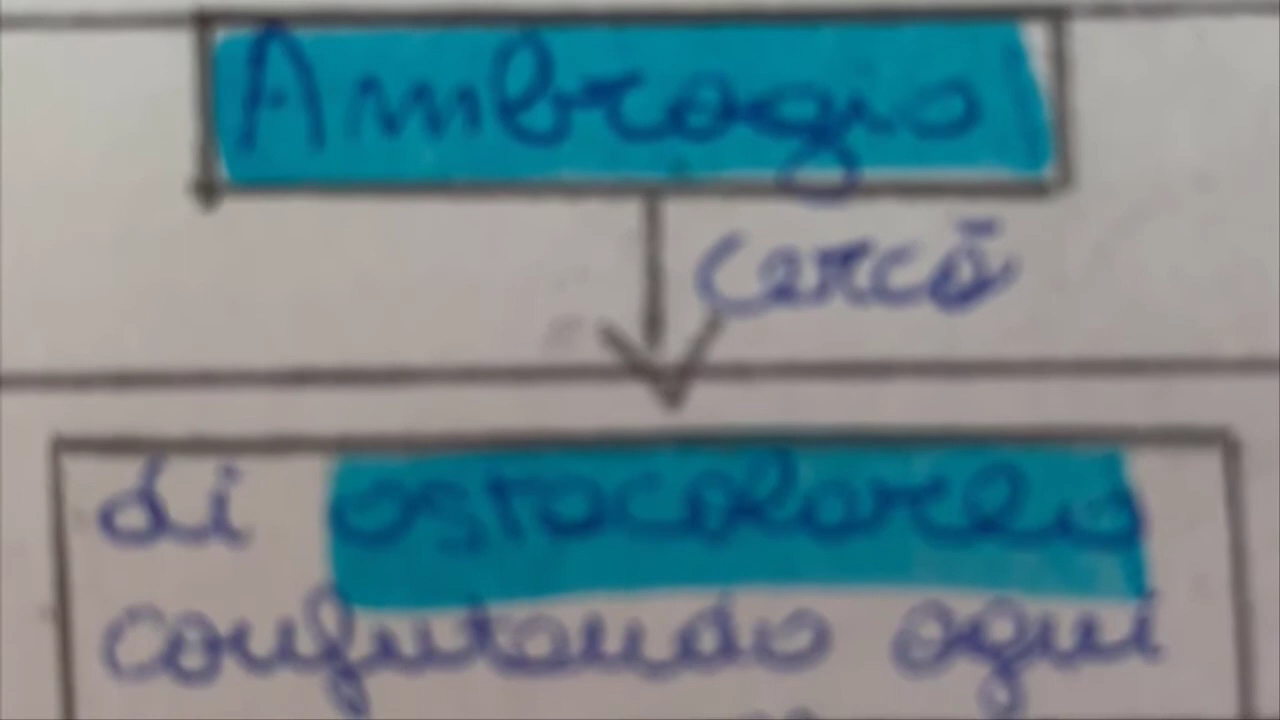 Ambrogio
cercò
di ostacolarlo
confutando ogni